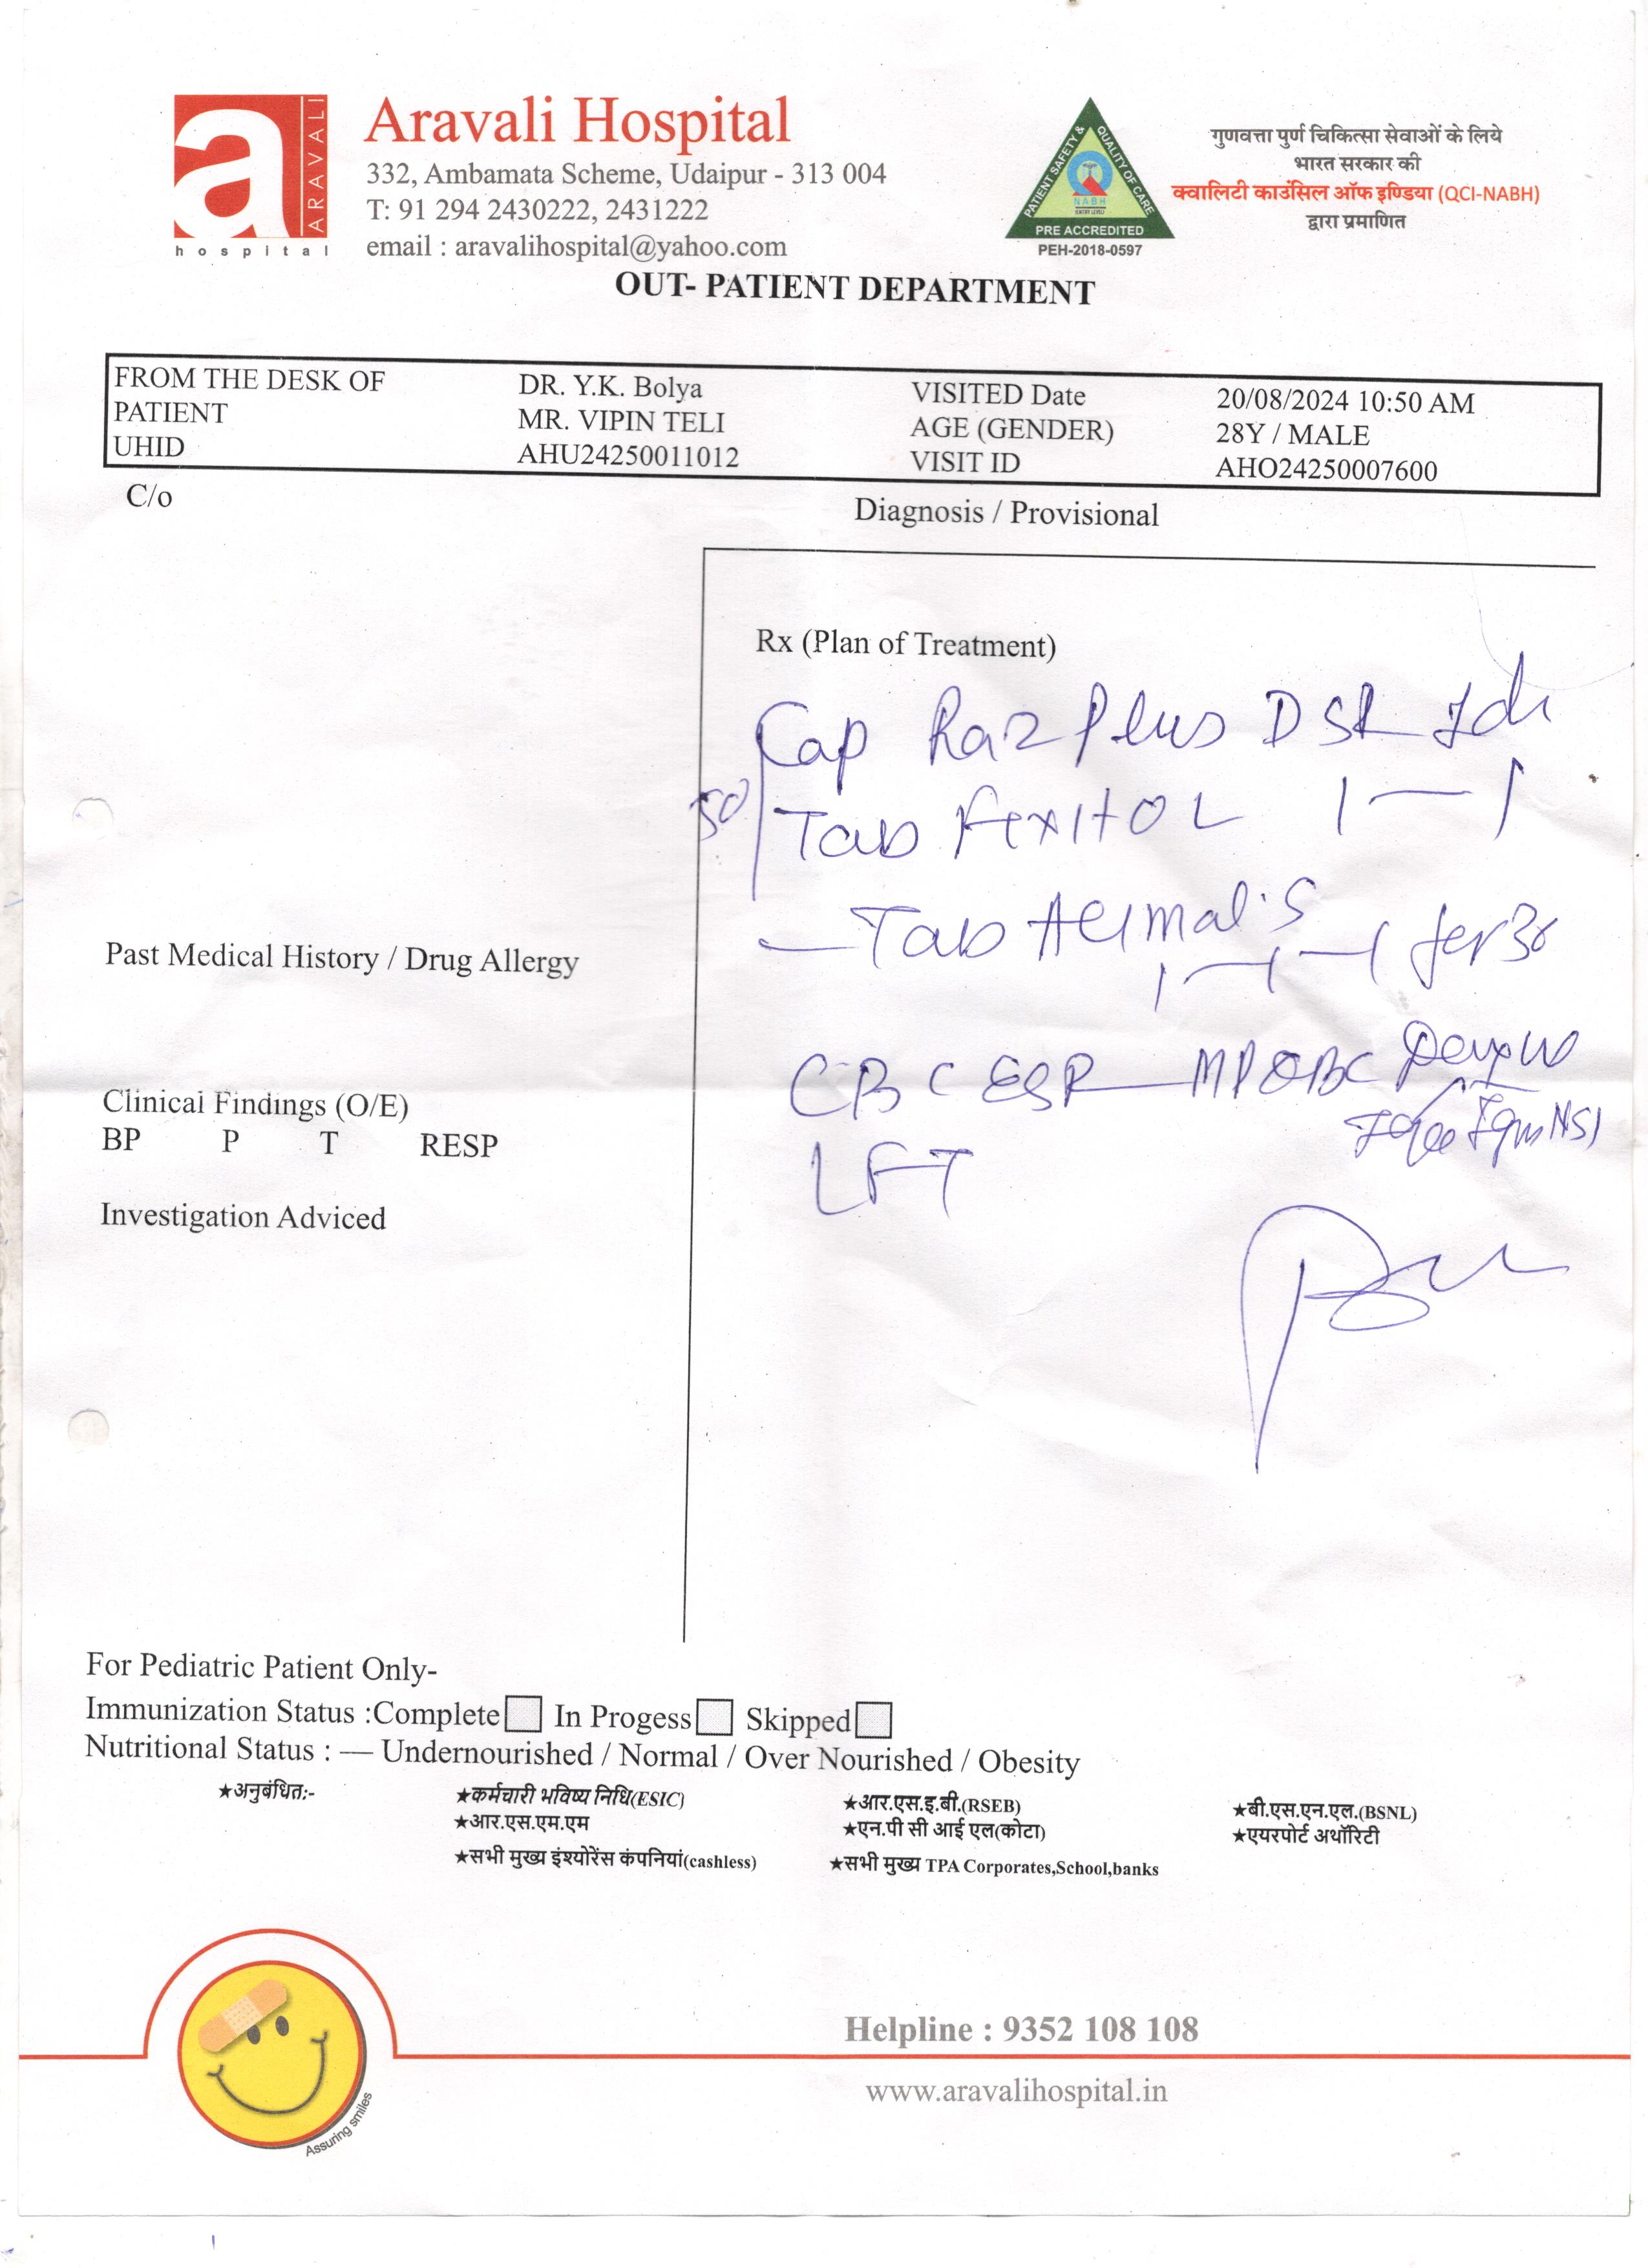 a ARAVALI
hospital
Aravali Hospital
332, Ambamata Scheme, Udaipur - 313 004
T: 91 294 2430222, 2431222
email : aravalihospital@yahoo.com
PATIENT SAFETY & QUALITY OF CARE
NABH
ENTRY LEVEL
PRE ACCREDITED
PEH-2018-0597
गुणवत्ता पुर्ण चिकित्सा सेवाओं के लिये
भारत सरकार की
क्वालिटी काउंसिल ऑफ इण्डिया (QCI-NABH)
द्वारा प्रमाणित
OUT- PATIENT DEPARTMENT
FROM THE DESK OF DR. Y.K. Bolya VISITED Date 20/08/2024 10:50 AM
PATIENT MR. VIPIN TELI AGE (GENDER) 28Y / MALE
UHID AHU24250011012 VISIT ID AHO24250007600
C/o Diagnosis / Provisional
Rx (Plan of Treatment)
Cap Raz Plus DSR
Tab 1 — 1
Tab
Past Medical History / Drug Allergy
CBC ESR
LFT NS1
Clinical Findings (O/E)
BP P T RESP
Investigation Adviced
For Pediatric Patient Only-
Immunization Status :Complete In Progess Skipped
Nutritional Status : — Undernourished / Normal / Over Nourished / Obesity
★अनुबंधितः- ★कर्मचारी भविष्य निधि(ESIC) ★आर.एस.इ.बी.(RSEB) ★बी.एस.एन.एल.(BSNL)
★आर.एस.एम.एम ★एन.पी सी आई एल(कोटा) ★एयरपोर्ट अथॉरिटी
★सभी मुख्य इंश्योरेंस कंपनियां(cashless) ★सभी मुख्य TPA Corporates,School,banks
Assuring smiles
Helpline : 9352 108 108
www.aravalihospital.in